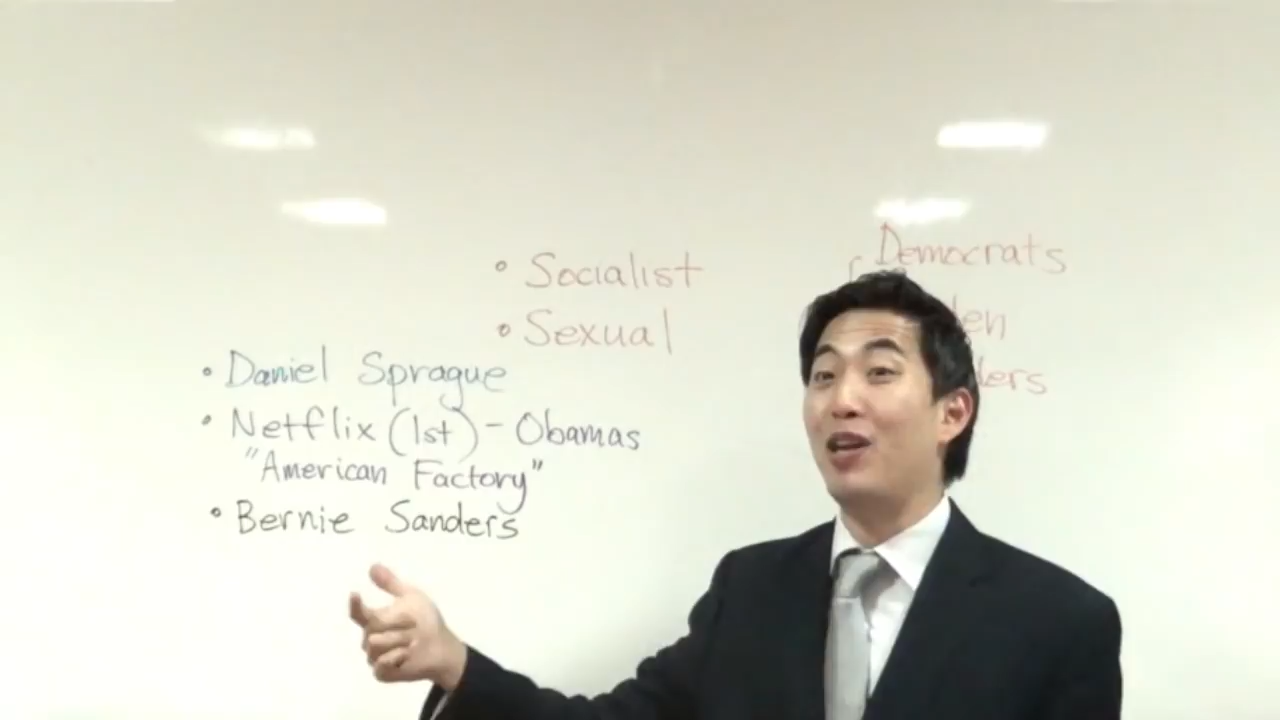 • Socialist
• Sexual
Democrats
• Daniel Sprague
• Netflix (1st) - Obamas
"American Factory"
• Bernie Sanders